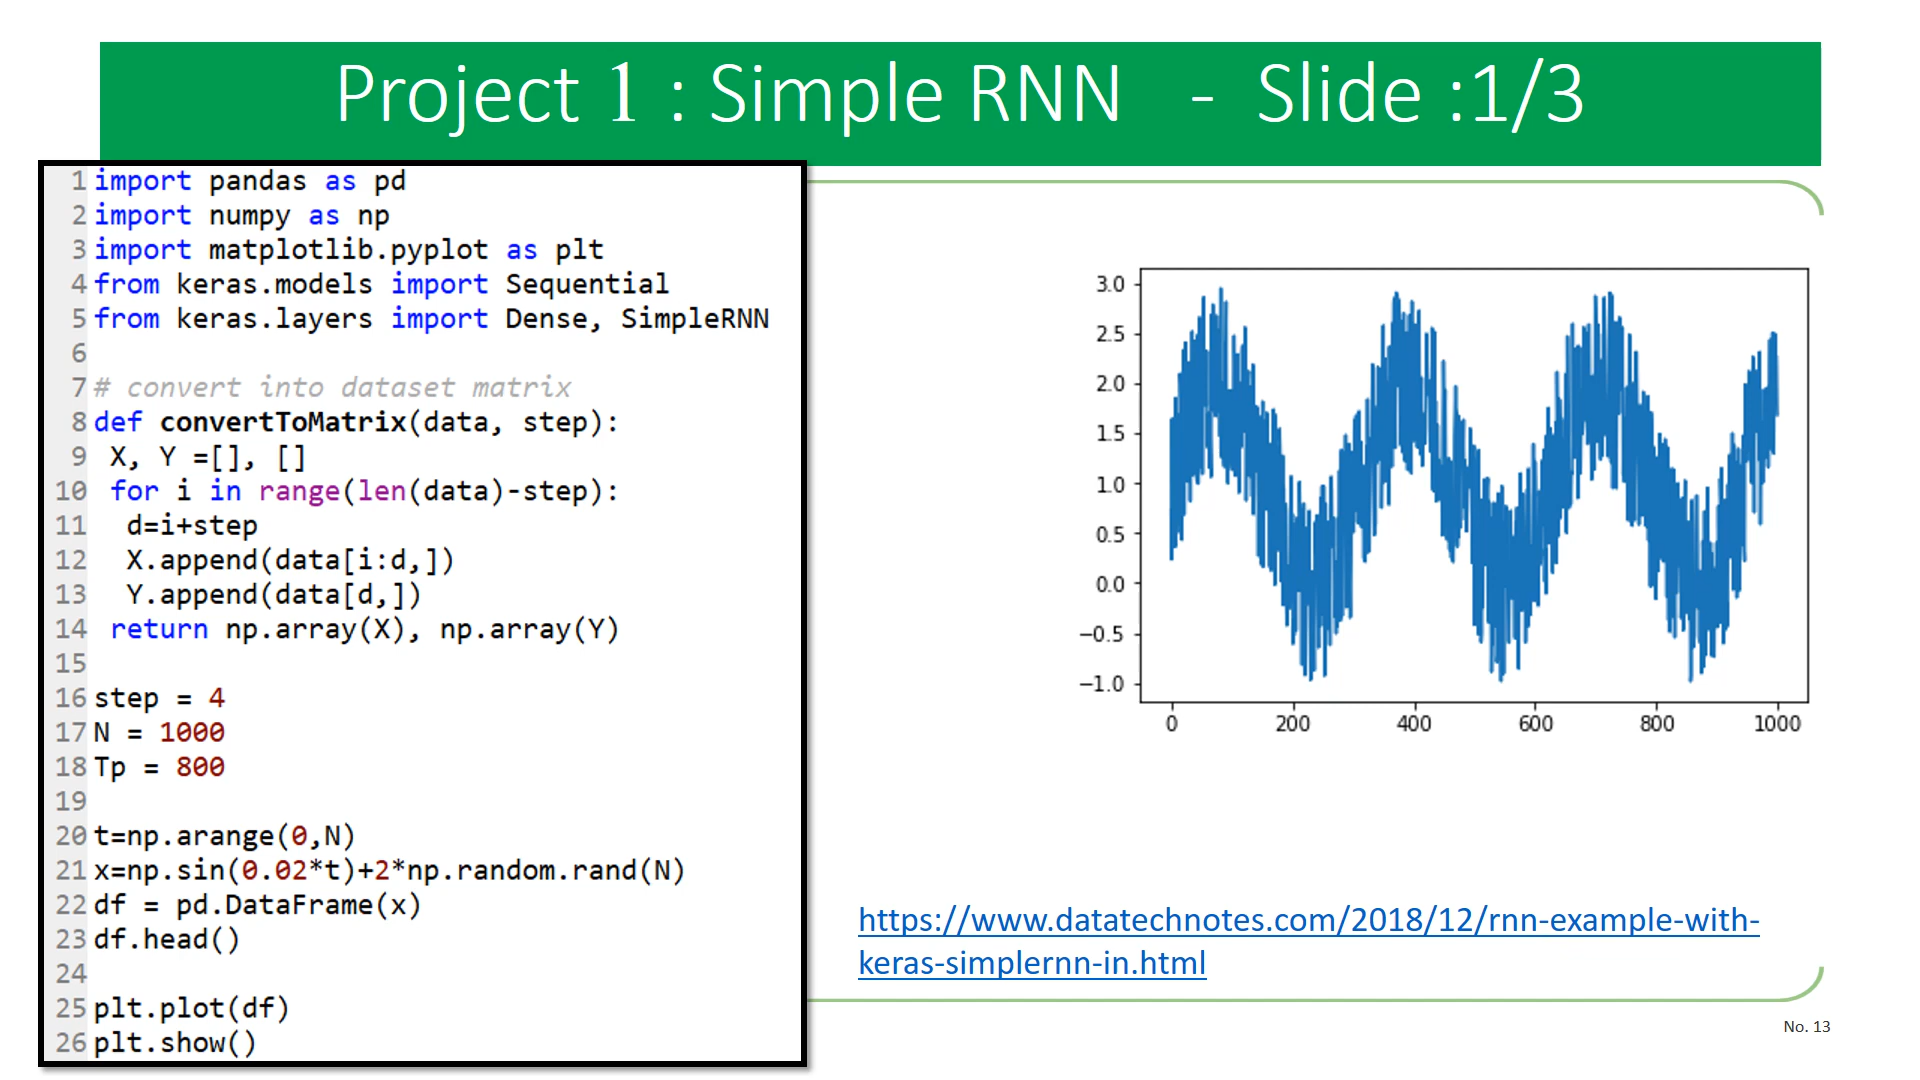 Project 1 : Simple RNN - Slide :1/3
1 import pandas as pd
2 import numpy as np
3 import matplotlib.pyplot as plt
4 from keras.models import Sequential
5 from keras.layers import Dense, SimpleRNN
6
7 # convert into dataset matrix
8 def convertToMatrix(data, step):
9  X, Y =[], []
10  for i in range(len(data)-step):
11   d=i+step
12   X.append(data[i:d,])
13   Y.append(data[d,])
14  return np.array(X), np.array(Y)
15
16 step = 4
17 N = 1000
18 Tp = 800
19
20 t=np.arange(0,N)
21 x=np.sin(0.02*t)+2*np.random.rand(N)
22 df = pd.DataFrame(x)
23 df.head()
24
25 plt.plot(df)
26 plt.show()
3.0
2.5
2.0
1.5
1.0
0.5
0.0
−0.5
−1.0
0 200 400 600 800 1000
https://www.datatechnotes.com/2018/12/rnn-example-with-
keras-simplernn-in.html
No. 13